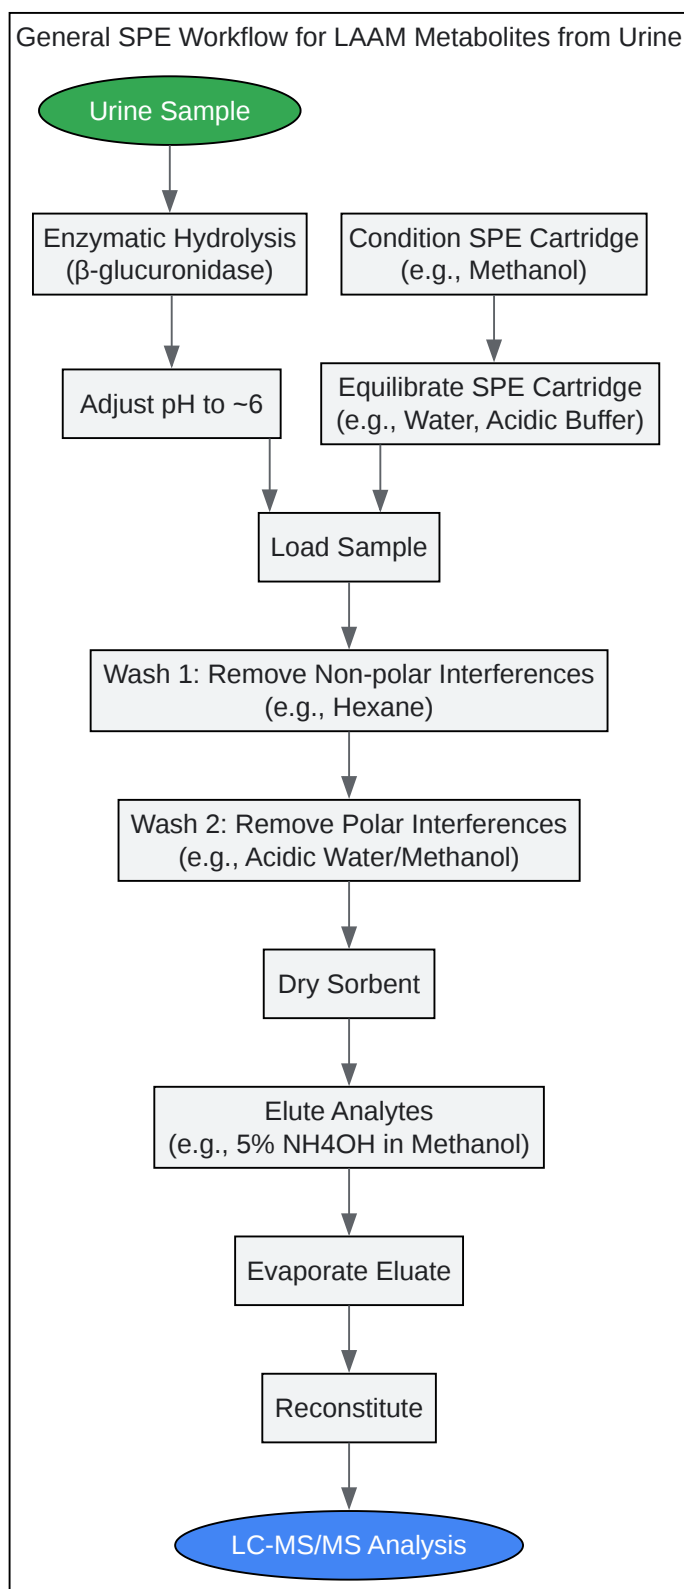 General SPE Workflow for LAAM Metabolites from Urine
Urine Sample
Enzymatic Hydrolysis
(β-glucuronidase)
Condition SPE Cartridge
(e.g., Methanol)
Adjust pH to ~6
Equilibrate SPE Cartridge
(e.g., Water, Acidic Buffer)
Load Sample
Wash 1: Remove Non-polar Interferences
(e.g., Hexane)
Wash 2: Remove Polar Interferences
(e.g., Acidic Water/Methanol)
Dry Sorbent
Elute Analytes
(e.g., 5% NH4OH in Methanol)
Evaporate Eluate
Reconstitute
LC-MS/MS Analysis